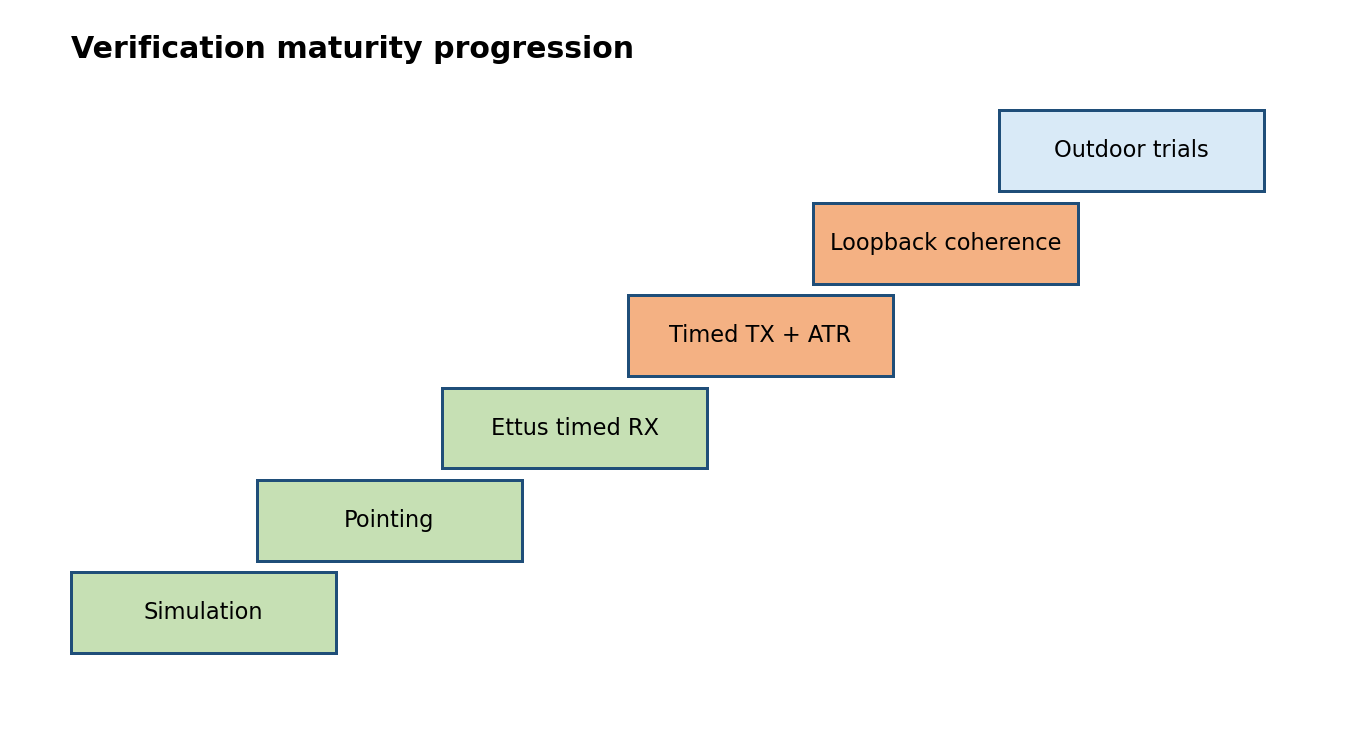 Verification maturity progression
Outdoor trials
Loopback coherence
Timed TX + ATR
Ettus timed RX
Pointing
Simulation